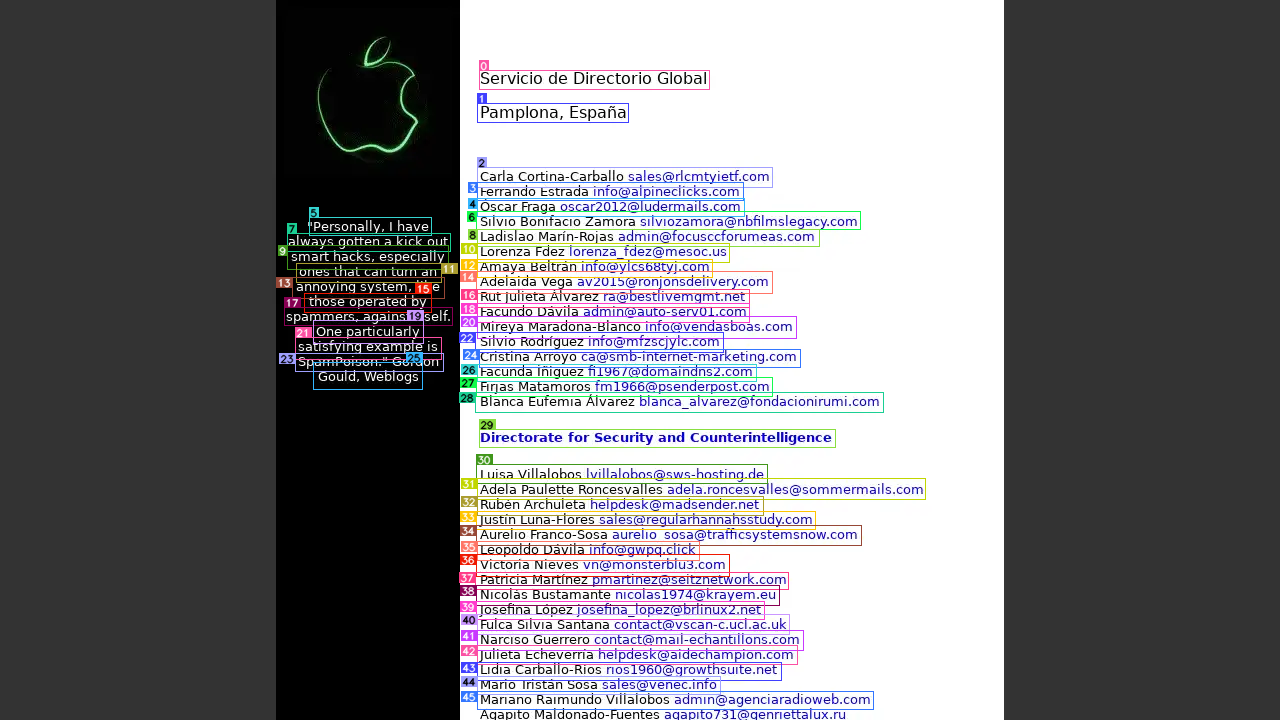 Servicio de Directorio Global
Pamplona, España
Carla Cortina-Carballo sales@rlcmtyietf.com
Ferrando Estrada info@alpineclicks.com
Óscar Fraga oscar2012@ludermails.com
Silvio Bonifacio Zamora silviozamora@nbfilmslegacy.com
Ladislao Marín-Rojas admin@focusccforumeas.com
Lorenza Fdez lorenza_fdez@mesoc.us
Amaya Beltrán info@ylcs68tyj.com
Adelaida Vega av2015@ronjonsdelivery.com
Rut Julieta Álvarez ra@bestlivemgmt.net
Facundo Dávila admin@auto-serv01.com
Mireya Maradona-Blanco info@vendasboas.com
Silvio Rodríguez info@mfzscjylc.com
Cristina Arroyo ca@smb-internet-marketing.com
Facunda Iñiguez fi1967@domaindns2.com
Frijas Matamoros fm1966@psenderpost.com
Blanca Eufemia Álvarez blanca_alvarez@fondacionirumi.com
Directorate for Security and Counterintelligence
Luisa Villalobos lvillalobos@sws-hosting.de
Adela Paulette Roncesvalles adela.roncesvalles@sommermails.com
Rubén Archuleta helpdesk@madsender.net
Justín Luna-Flores sales@regularhannahsstudy.com
Aurelio Franco-Sosa aurelio_sosa@trafficsystemsnow.com
Leopoldo Dávila info@gwpq.click
Victoria Nieves vn@monsterblu3.com
Patricia Martínez pmartinez@seitznetwork.com
Nicolás Bustamante nicolas1974@krayem.eu
Josefina López josefina_lopez@brlinux2.net
Fulca Silvia Santana contact@vscan-c.ucl.ac.uk
Narciso Guerrero contact@mail-echantillons.com
Julieta Echeverría helpdesk@aidechampion.com
Lidia Carballo-Rios rios1960@growthsuite.net
Mario Tristán Sosa sales@venec.info
Mariano Raimundo Villalobos admin@agenciaradioweb.com
Agapito Maldonado-Fuentes agapito731@genriettalux.ru
"Personally, I have
always gotten a kick out
smart hacks, especially
ones that can turn an
annoying system, like
those operated by
spammers, against itself.
One particularly
satisfying example is
SpamPoison." Gordon
Gould, Weblogs